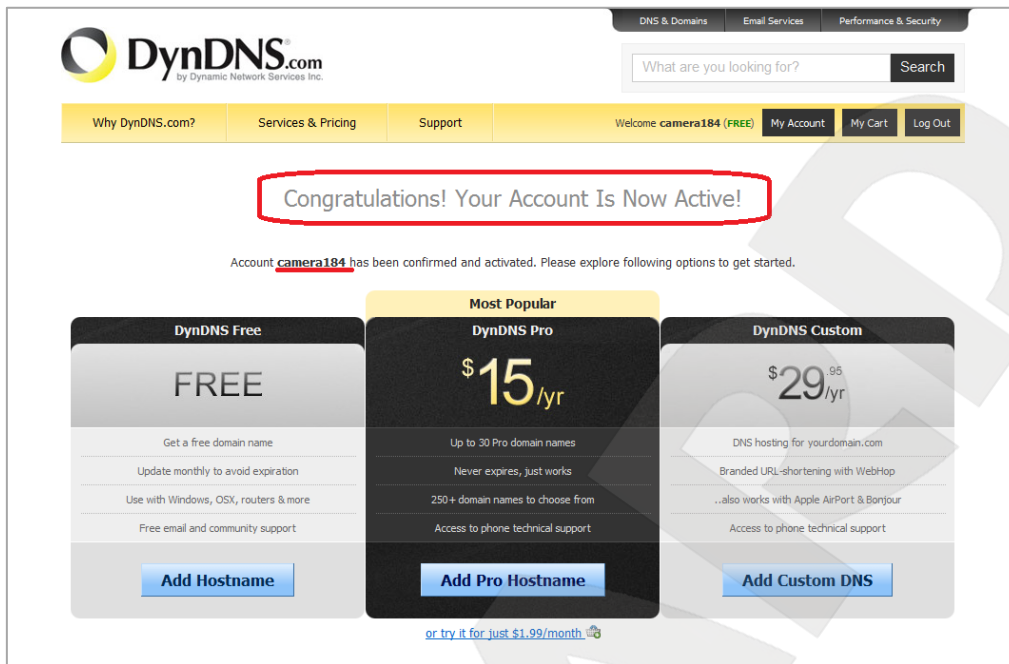 DNS & Domains Email Services Performance & Security
DynDNS.com
by Dynamic Network Services Inc.
What are you looking for? Search
Why DynDNS.com? Services & Pricing Support Welcome camera184 (FREE) My Account My Cart Log Out
Congratulations! Your Account Is Now Active!
Account camera184 has been confirmed and activated. Please explore following options to get started.
Most Popular
DynDNS Free DynDNS Pro DynDNS Custom
FREE $15/yr $29.95/yr
Get a free domain name Up to 30 Pro domain names DNS hosting for yourdomain.com
Update monthly to avoid expiration Never expires, just works Branded URL-shortening with WebHop
Use with Windows, OSX, routers & more 250+ domain names to choose from ..also works with Apple AirPort & Bonjour
Free email and community support Access to phone technical support Access to phone technical support
Add Hostname Add Pro Hostname Add Custom DNS
or try it for just $1.99/month